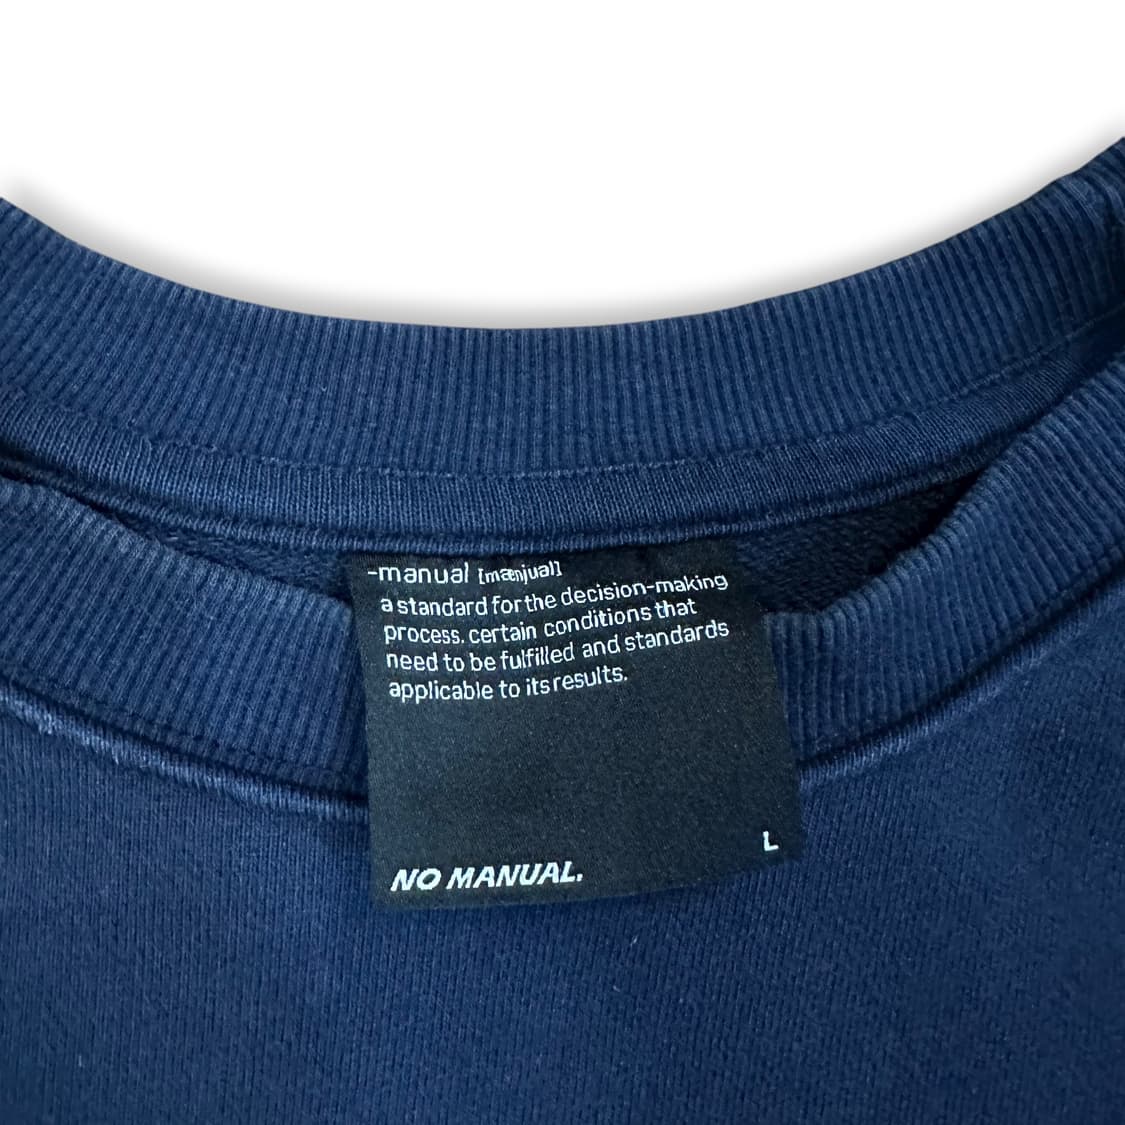 -manual [mænjual]
a standard for the decision-making
process. certain conditions that
need to be fulfilled and standards
applicable to its results.
L
NO MANUAL.